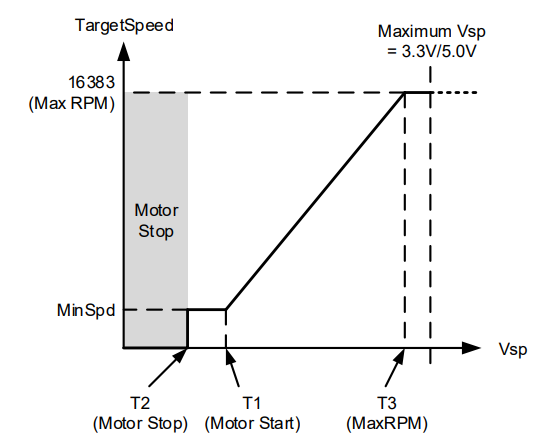 TargetSpeed
Maximum Vsp
= 3.3V/5.0V
16383
(Max RPM)
Motor
Stop
MinSpd
Vsp
T2
(Motor Stop)
T1
(Motor Start)
T3
(MaxRPM)